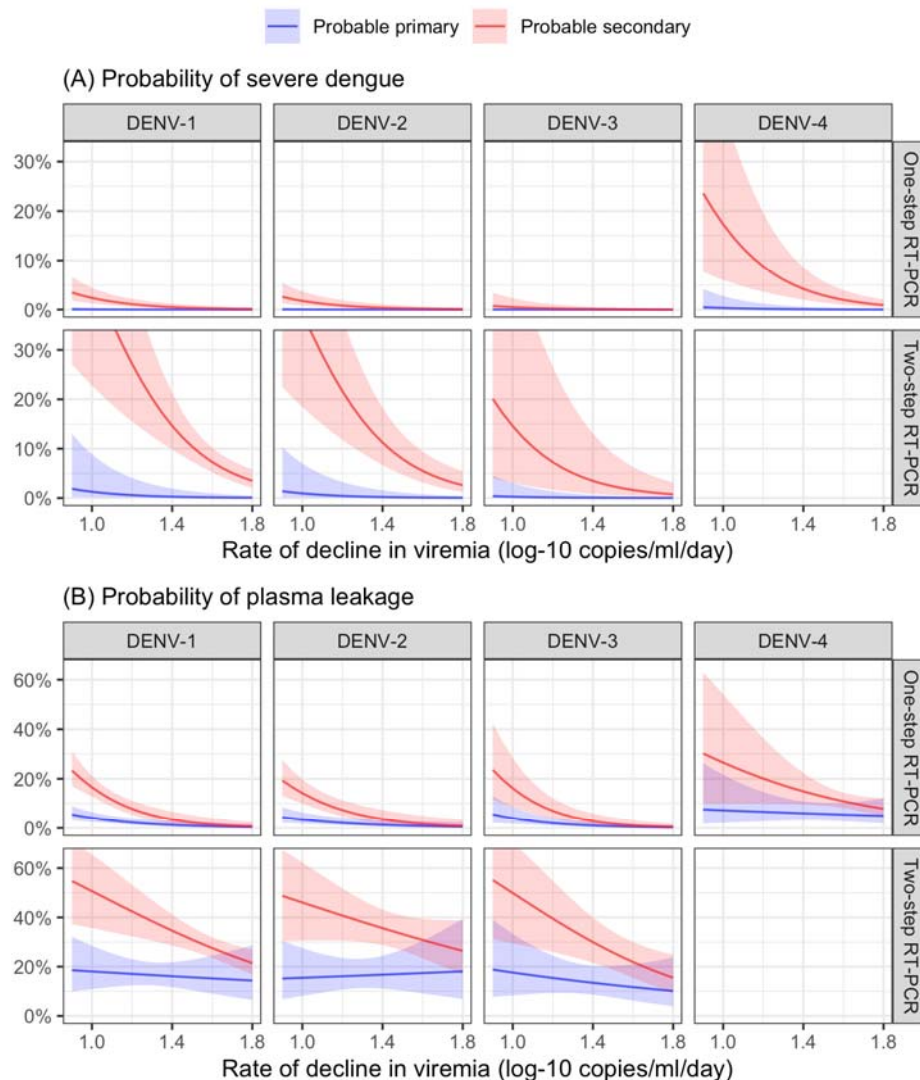 Probable primary Probable secondary
(A) Probability of severe dengue
DENV-1 DENV-2 DENV-3 DENV-4
30%
20%
10%
0%
One-step RT-PCR
30%
20%
10%
0%
Two-step RT-PCR
1.0 1.4 1.8 1.0 1.4 1.8 1.0 1.4 1.8 1.0 1.4 1.8
Rate of decline in viremia (log-10 copies/ml/day)
(B) Probability of plasma leakage
DENV-1 DENV-2 DENV-3 DENV-4
60%
40%
20%
0%
One-step RT-PCR
60%
40%
20%
0%
Two-step RT-PCR
1.0 1.4 1.8 1.0 1.4 1.8 1.0 1.4 1.8 1.0 1.4 1.8
Rate of decline in viremia (log-10 copies/ml/day)